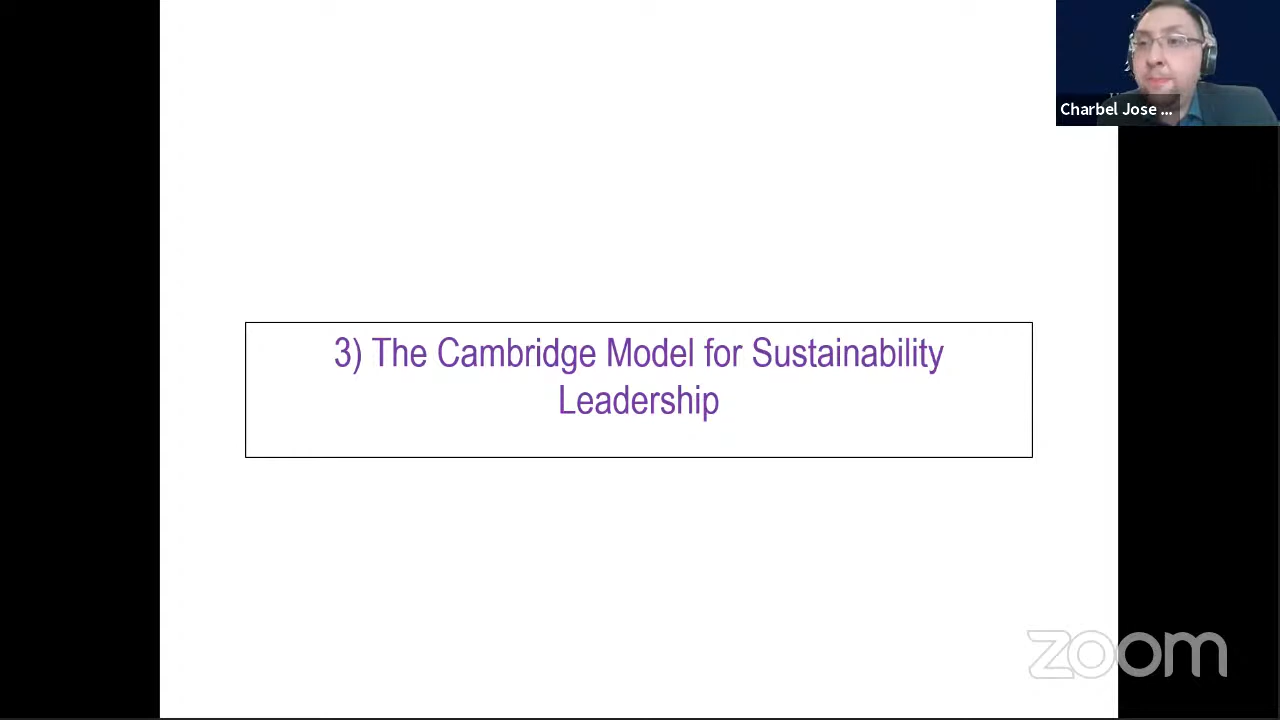 Charbel Jose ...
3) The Cambridge Model for Sustainability
Leadership
zoom